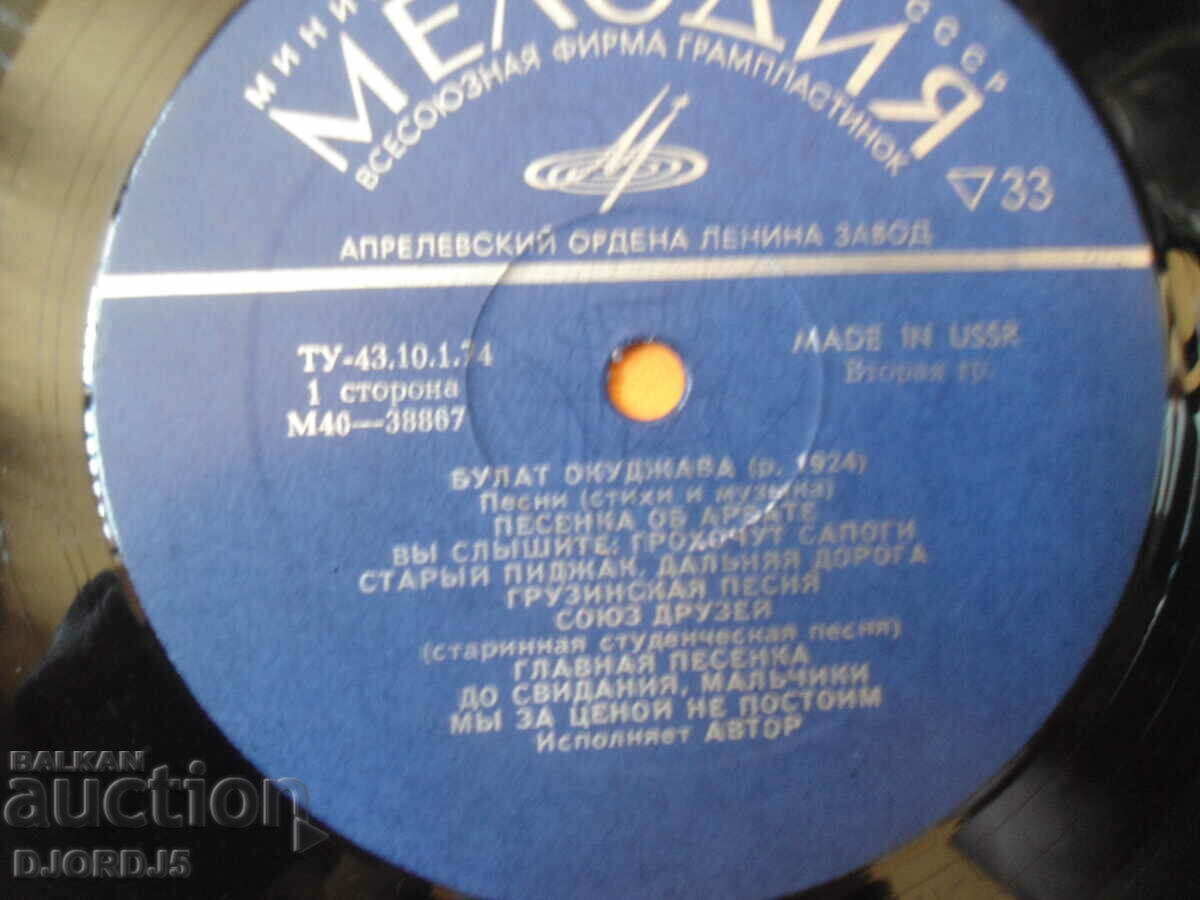 МИНИ СССР
МЕЛОДИЯ
ВСЕСОЮЗНАЯ ФИРМА ГРАМПЛАСТИНОК
33
АПРЕЛЕВСКИЙ ОРДЕНА ЛЕНИНА ЗАВОД
ТУ-43.10.1.74
MADE IN USSR
1 сторона
Вторая гр.
М40—38867
БУЛАТ ОКУДЖАВА (р. 1924)
Песни (стихи и музыка)
ПЕСЕНКА ОБ АРБАТЕ
ВЫ СЛЫШИТЕ: ГРОХОЧУТ САПОГИ
СТАРЫЙ ПИДЖАК, ДАЛЬНЯЯ ДОРОГА
ГРУЗИНСКАЯ ПЕСНЯ
СОЮЗ ДРУЗЕЙ
(старинная студенческая песня)
ГЛАВНАЯ ПЕСЕНКА
ДО СВИДАНИЯ, МАЛЬЧИКИ
МЫ ЗА ЦЕНОЙ НЕ ПОСТОИМ
Исполняет АВТОР
BALKAN
auction
DJORDJ5